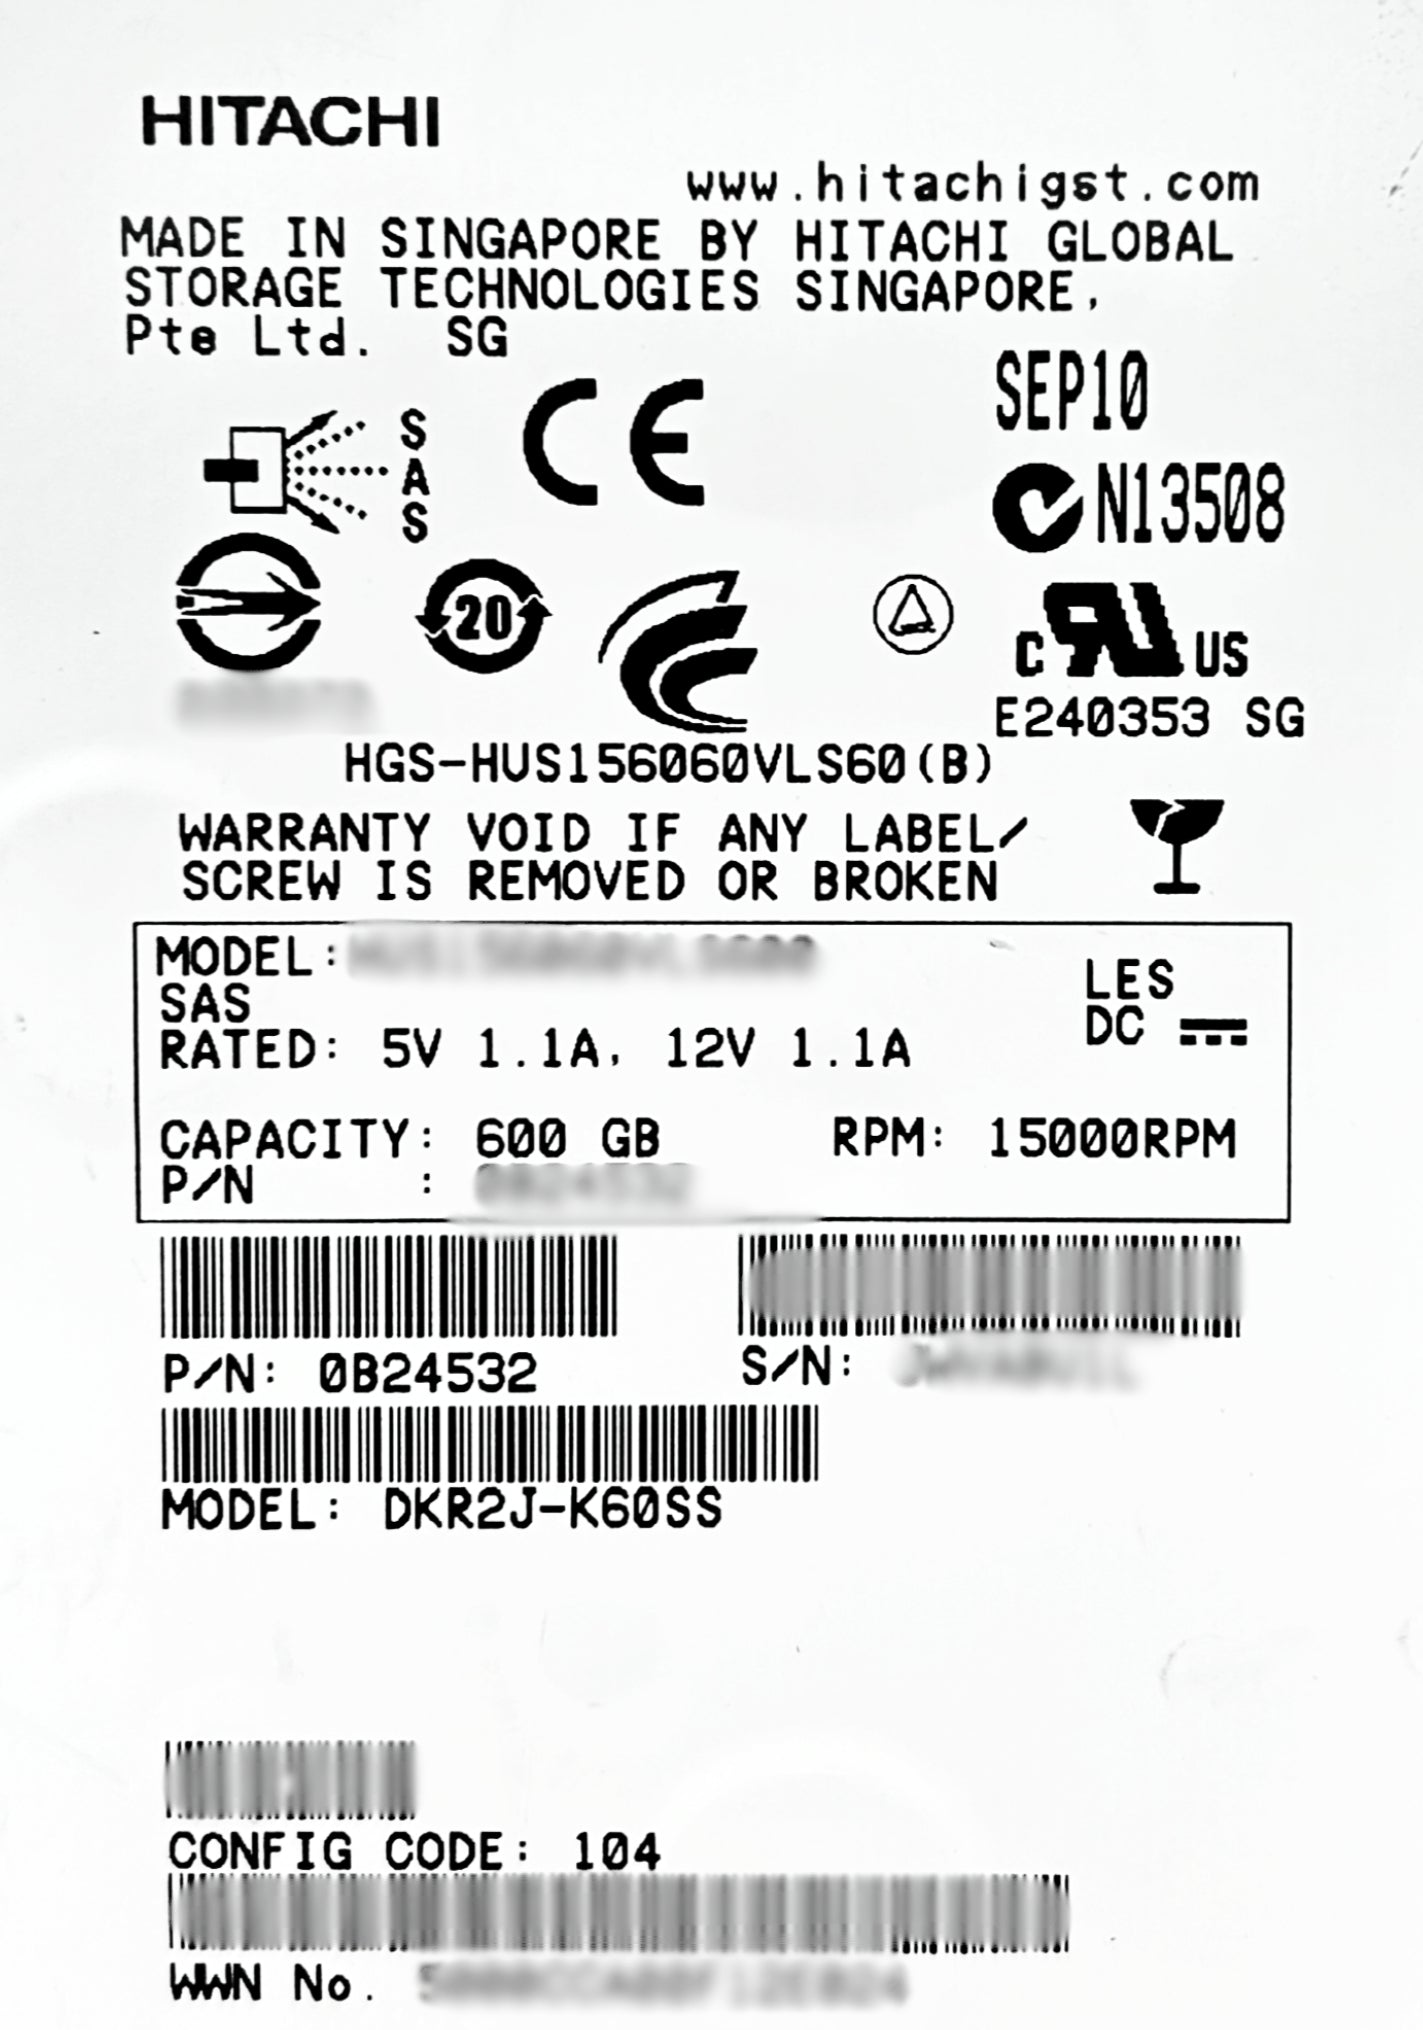 HITACHI
www.hitachigst.com
MADE IN SINGAPORE BY HITACHI GLOBAL
STORAGE TECHNOLOGIES SINGAPORE,
Pte Ltd. SG
SEP10
SAS
CE
N13508
20
c RU US
E240353 SG
HGS-HUS156060VLS60(B)
WARRANTY VOID IF ANY LABEL/
SCREW IS REMOVED OR BROKEN
MODEL:
SAS
LES
DC
RATED: 5V 1.1A, 12V 1.1A
CAPACITY: 600 GB RPM: 15000RPM
P/N :
P/N: 0B24532 S/N:
MODEL: DKR2J-K60SS
CONFIG CODE: 104
WWN No.